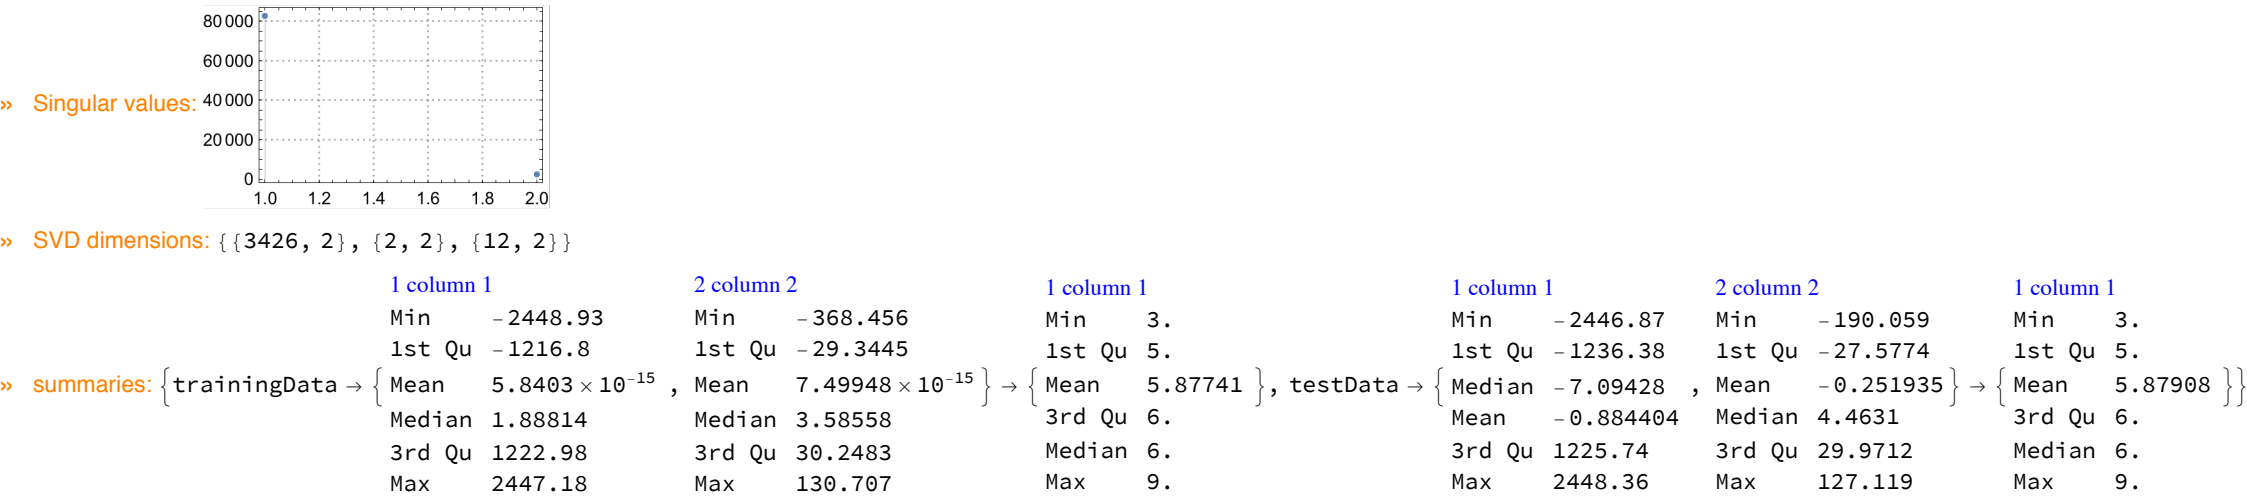 80 000
60 000
» Singular values: 40 000
20 000
0
1.0 1.2 1.4 1.6 1.8 2.0
» SVD dimensions: {{3426, 2}, {2, 2}, {12, 2}}
1 column 1 2 column 2 1 column 1 1 column 1 2 column 2 1 column 1
Min -2448.93 Min -368.456 Min 3. Min -2446.87 Min -190.059 Min 3.
1st Qu -1216.8 1st Qu -29.3445 1st Qu 5. 1st Qu -1236.38 1st Qu -27.5774 1st Qu 5.
» summaries: {trainingData → {Mean 5.8403 × 10⁻¹⁵ , Mean 7.49948 × 10⁻¹⁵} → {Mean 5.87741 }, testData → {Median -7.09428 , Mean -0.251935} → {Mean 5.87908 }}
Median 1.88814 Median 3.58558 3rd Qu 6. Mean -0.884404 Median 4.4631 3rd Qu 6.
3rd Qu 1222.98 3rd Qu 30.2483 Median 6. 3rd Qu 1225.74 3rd Qu 29.9712 Median 6.
Max 2447.18 Max 130.707 Max 9. Max 2448.36 Max 127.119 Max 9.